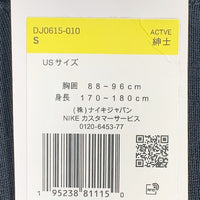 DJ0615-010
S
ACTVE
紳士
USサイズ
胸囲 88~96cm
身長 170~180cm
(株)ナイキジャパン
NIKE カスタマーサービス
0120-6453-77
1 95238 81115 0